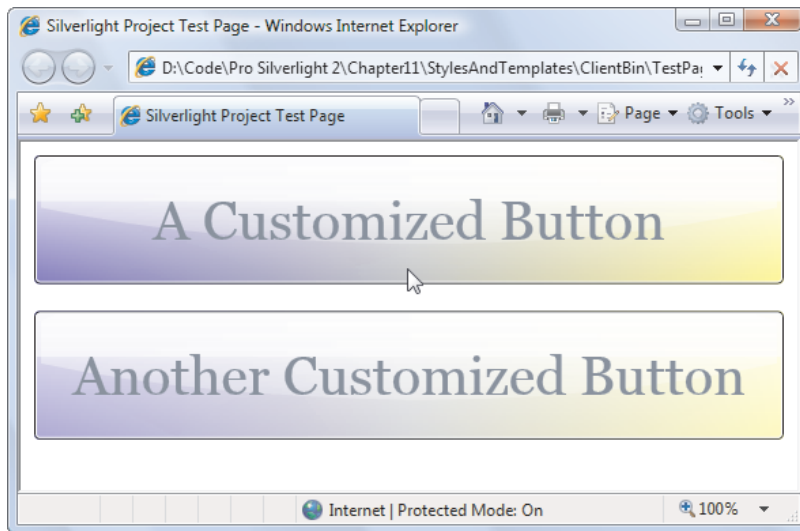 Silverlight Project Test Page - Windows Internet Explorer
D:\Code\Pro Silverlight 2\Chapter11\StylesAndTemplates\ClientBin\TestPa
Silverlight Project Test Page
Page
Tools
A Customized Button
Another Customized Button
Internet | Protected Mode: On
100%